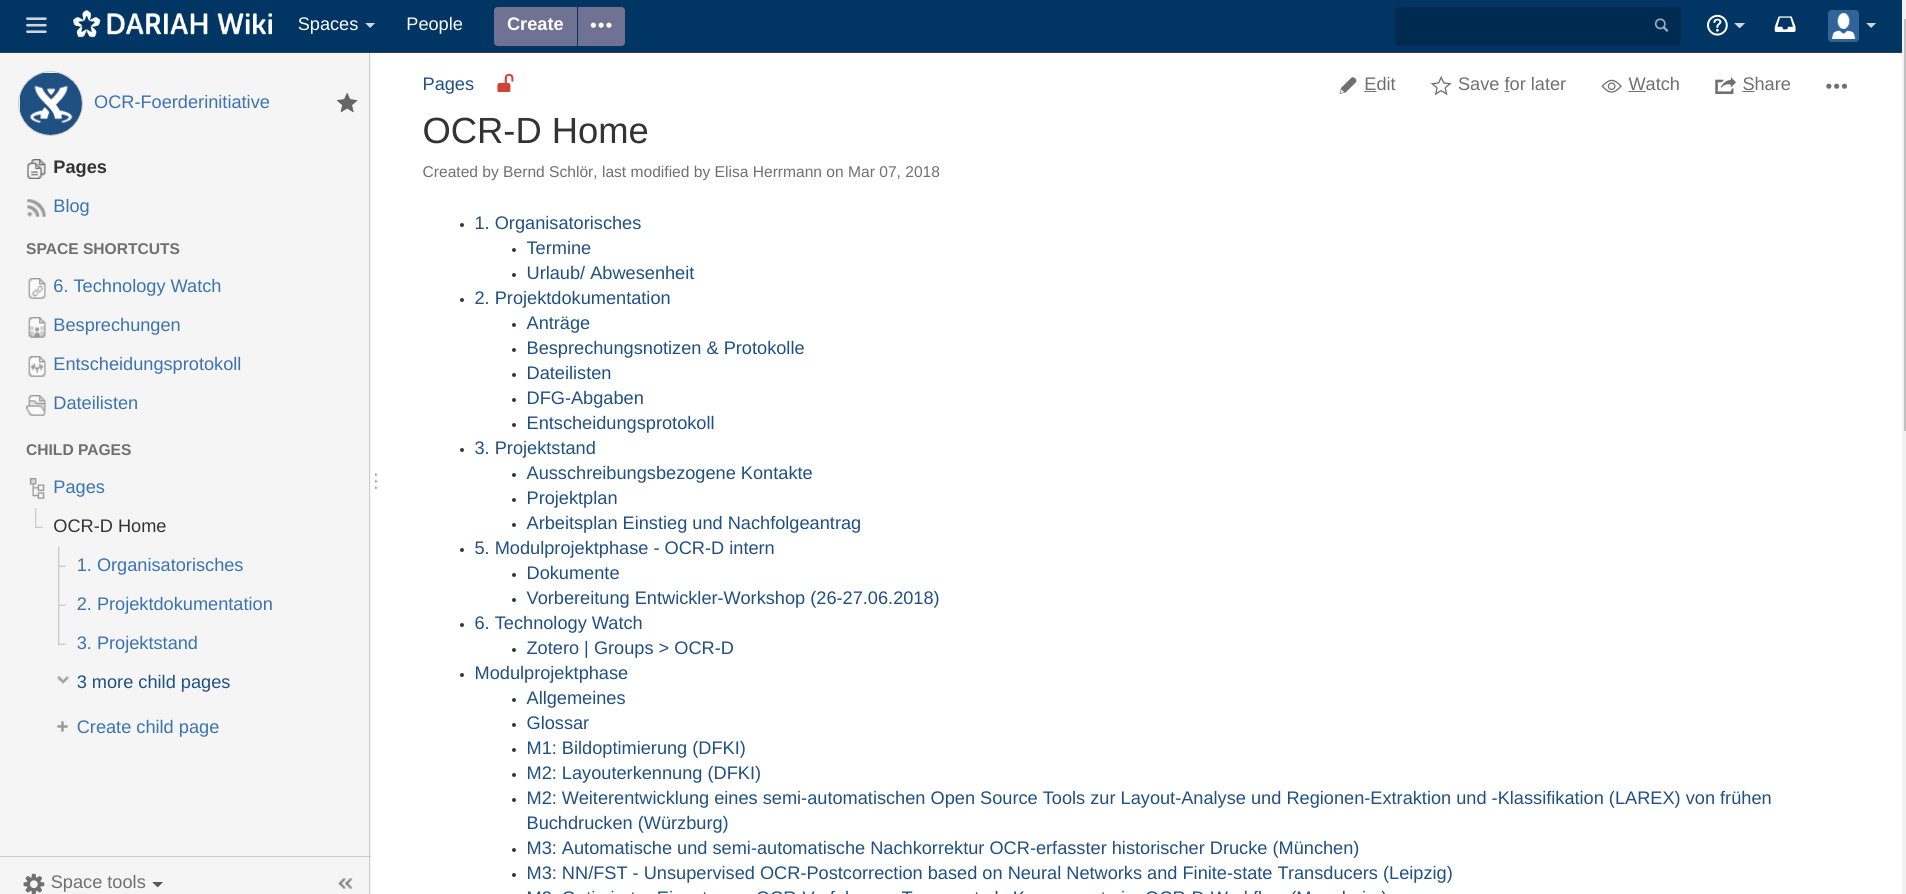 DARIAH Wiki Spaces People Create
OCR-Foerderinitiative
Pages
Blog
SPACE SHORTCUTS
6. Technology Watch
Besprechungen
Entscheidungsprotokoll
Dateilisten
CHILD PAGES
Pages
OCR-D Home
1. Organisatorisches
2. Projektdokumentation
3. Projektstand
3 more child pages
+ Create child page
Space tools
Pages
Edit Save for later Watch Share
OCR-D Home
Created by Bernd Schlör, last modified by Elisa Herrmann on Mar 07, 2018
• 1. Organisatorisches
• Termine
• Urlaub/ Abwesenheit
• 2. Projektdokumentation
• Anträge
• Besprechungsnotizen & Protokolle
• Dateilisten
• DFG-Abgaben
• Entscheidungsprotokoll
• 3. Projektstand
• Ausschreibungsbezogene Kontakte
• Projektplan
• Arbeitsplan Einstieg und Nachfolgeantrag
• 5. Modulprojektphase - OCR-D intern
• Dokumente
• Vorbereitung Entwickler-Workshop (26-27.06.2018)
• 6. Technology Watch
• Zotero | Groups > OCR-D
• Modulprojektphase
• Allgemeines
• Glossar
• M1: Bildoptimierung (DFKI)
• M2: Layouterkennung (DFKI)
• M2: Weiterentwicklung eines semi-automatischen Open Source Tools zur Layout-Analyse und Regionen-Extraktion und -Klassifikation (LAREX) von frühen
Buchdrucken (Würzburg)
• M3: Automatische und semi-automatische Nachkorrektur OCR-erfasster historischer Drucke (München)
• M3: NN/FST - Unsupervised OCR-Postcorrection based on Neural Networks and Finite-state Transducers (Leipzig)